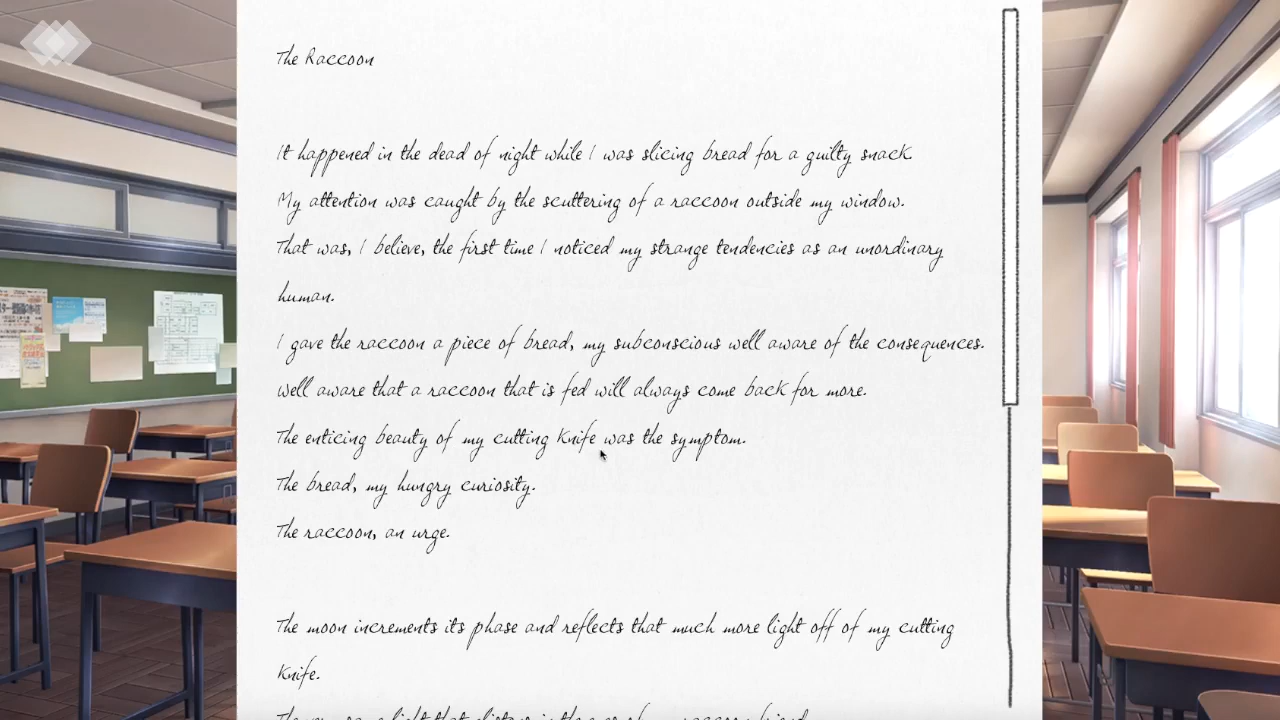 The Raccoon
It happened in the dead of night while I was slicing bread for a guilty snack
My attention was caught by the scuttering of a raccoon outside my window.
That was, I believe, the first time I noticed my strange tendencies as an unordinary
human.
I gave the raccoon a piece of bread, my subconscious well aware of the consequences.
Well aware that a raccoon that is fed will always come back for more.
The enticing beauty of my cutting knife was the symptom.
The bread, my hungry curiosity.
The raccoon, an urge.
The moon increments its phase and reflects that much more light off of my cutting
knife.